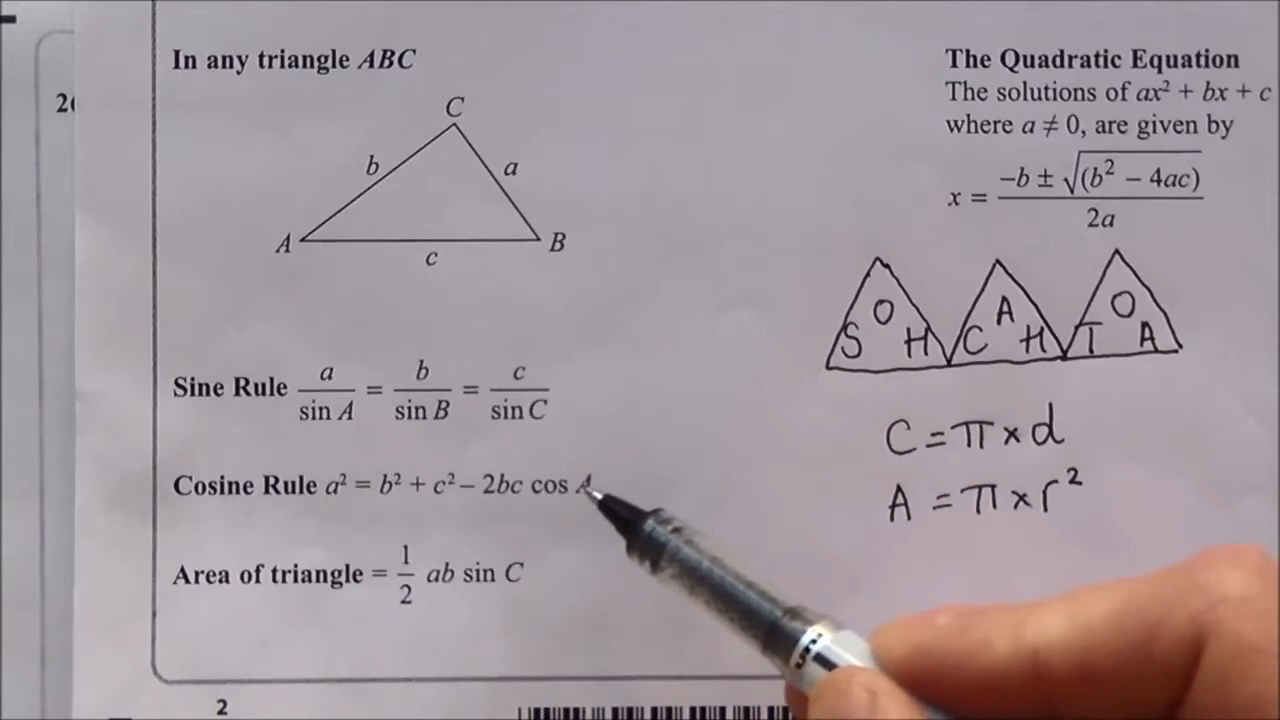 2
In any triangle ABC
C
b
a
A
B
c
Sine Rule a/sin A = b/sin B = c/sin C
Cosine Rule a² = b² + c² – 2bc cos A
Area of triangle = 1/2 ab sin C
2
The Quadratic Equation
The solutions of ax² + bx + c
where a ≠ 0, are given by
x = −b ± √(b² − 4ac) / 2a
S O H C A H T O A
C = π × d
A = π × r²